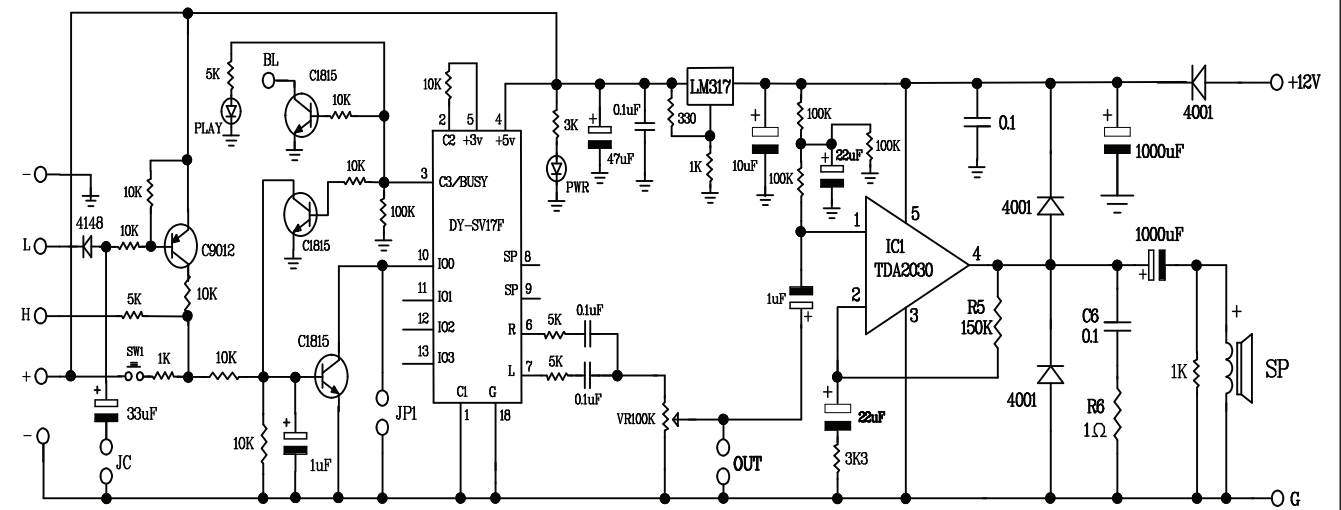 BL
5K
C1815
10K
PLAY
10K
2
5
4
C2
+3v
+5v
3K
PWR
+
47uF
0.1uF
330
LM317
1K
+
10uF
100K
+
22uF
100K
100K
0.1
+
1000uF
4001
+12V
-
10K
4148
L
10K
C9012
10K
C1815
10K
100K
3
C3/BUSY
DY-SV17F
10
IO0
11
IO1
12
IO2
13
IO3
SP
8
SP
9
R
6
L
7
5K
0.1uF
5K
0.1uF
C1
1
G
18
H
5K
+
SW1
1K
10K
C1815
+
33uF
JC
-
10K
+
1uF
JP1
VR100K
OUT
1uF
+
1
2
IC1
TDA2030
5
4
3
+
22uF
3K3
R5
150K
4001
4001
1000uF
+
C6
0.1
R6
1Ω
1K
+
SP
G